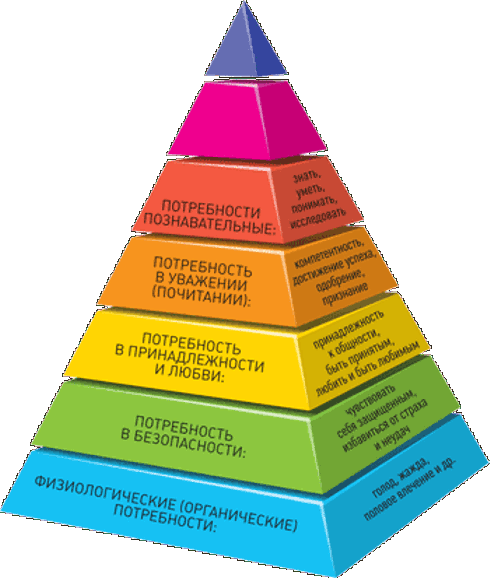 ПОТРЕБНОСТИ
ПОЗНАВАТЕЛЬНЫЕ:
знать,
уметь,
понимать,
исследовать
ПОТРЕБНОСТЬ
В УВАЖЕНИИ
(ПОЧИТАНИИ):
компетентность,
достижение успеха,
одобрение,
признание
ПОТРЕБНОСТЬ
В ПРИНАДЛЕЖНОСТИ
И ЛЮБВИ:
принадлежность
к общности,
быть принятым,
любить и быть любимым
ПОТРЕБНОСТЬ
В БЕЗОПАСНОСТИ:
чувствовать
себя защищенным,
избавиться от страха
и неудач
ФИЗИОЛОГИЧЕСКИЕ (ОРГАНИЧЕСКИЕ)
ПОТРЕБНОСТИ:
голод, жажда,
половое влечение и др.